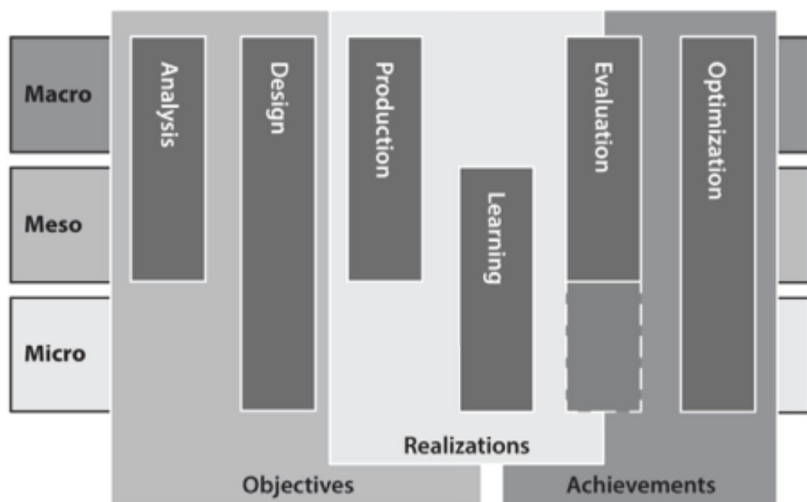 Macro
Meso
Micro
Analysis
Design
Production
Learning
Evaluation
Optimization
Realizations
Objectives
Achievements